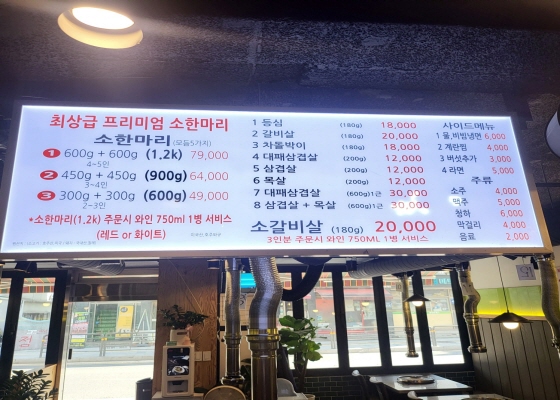 최상급 프리미엄 소한마리
소한마리 (모듬5가지)
1 600g + 600g (1.2k) 79,000
4~5인
2 450g + 450g (900g) 64,000
3~4인
3 300g + 300g (600g) 49,000
2~3인
*소한마리(1,2k) 주문시 와인 750ml 1병 서비스
(레드 or 화이트)
1 등심 (180g) 18,000
2 갈비살 (180g) 20,000
3 차돌박이 (180g) 18,000
4 대패삼겹살 (200g) 12,000
5 삼겹살 (200g) 12,000
6 목살 (200g) 12,000
7 대패삼겹살 (600g)1근 30,000
8 삼겹살 + 목살 (600g)1근 30,000
소갈비살 (180g) 20,000
3인분 주문시 와인 750ML 1병 서비스
사이드메뉴
1 물,비빔냉면 6,000
2 계란찜 4,000
3 버섯추가 3,000
4 라면 5,000
주류
소주 4,000
맥주 5,000
청하 6,000
막걸리 4,000
음료 2,000